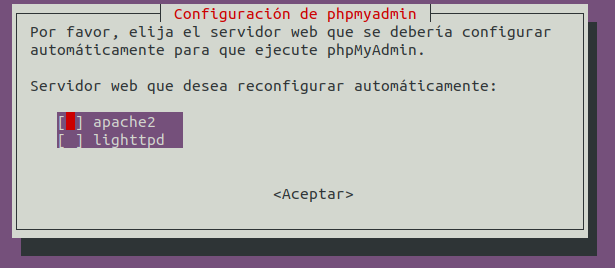 Configuración de phpmyadmin
Por favor, elija el servidor web que se debería configurar
automáticamente para que ejecute phpMyAdmin.
Servidor web que desea reconfigurar automáticamente:
[ ] apache2
[ ] lighttpd
<Aceptar>